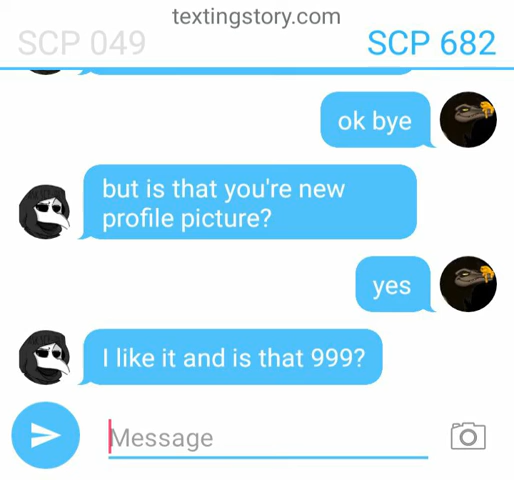 textingstory.com
SCP 049
SCP 682
ok bye
but is that you're new
profile picture?
yes
I like it and is that 999?
Message